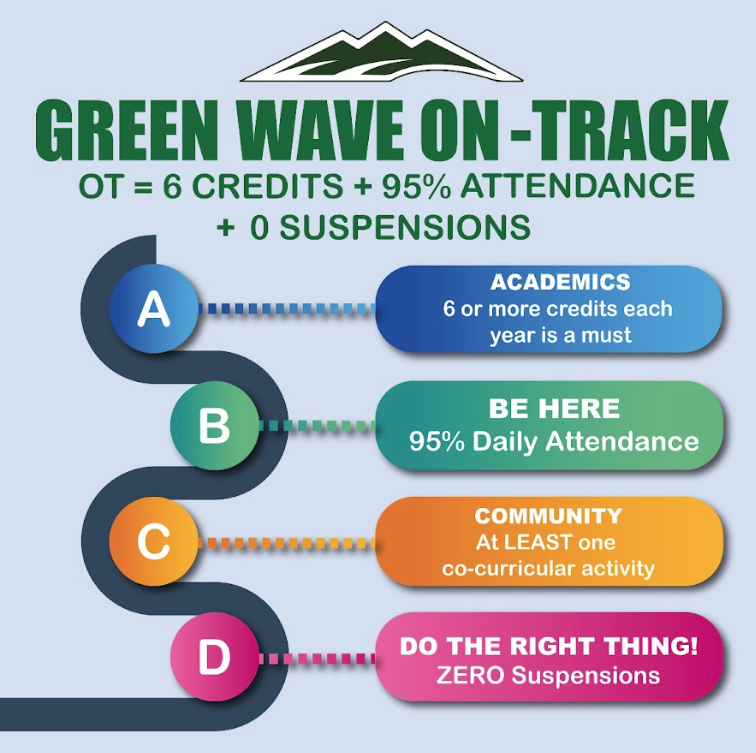 GREEN WAVE ON-TRACK
OT = 6 CREDITS + 95% ATTENDANCE
+ 0 SUSPENSIONS
A
ACADEMICS
6 or more credits each
year is a must
B
BE HERE
95% Daily Attendance
C
COMMUNITY
At LEAST one
co-curricular activity
D
DO THE RIGHT THING!
ZERO Suspensions